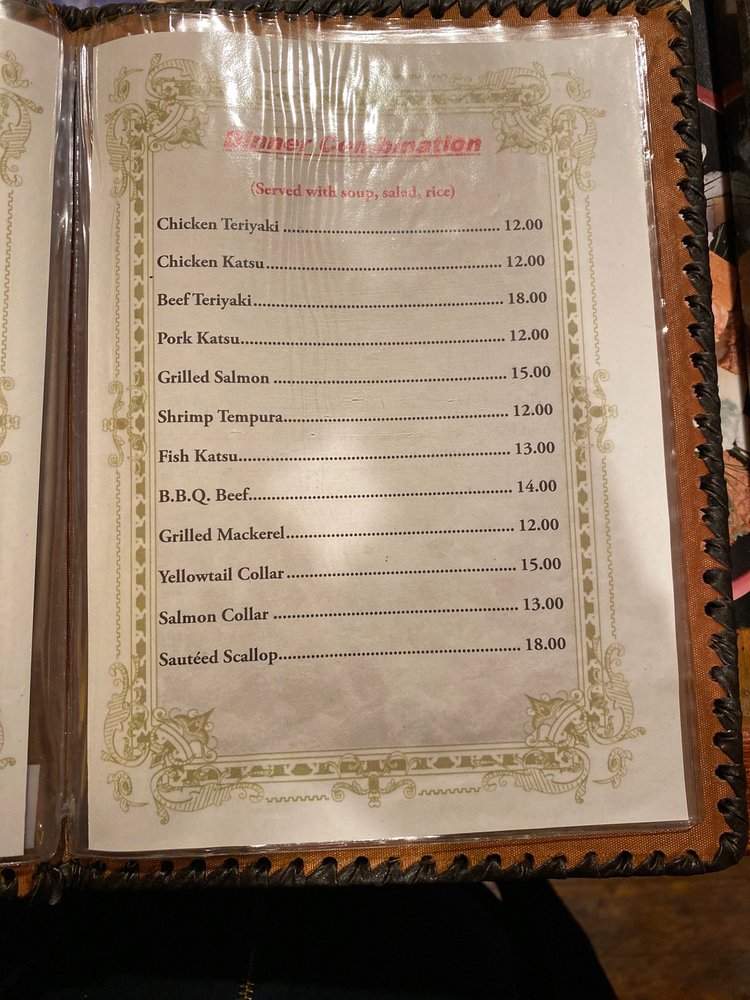 Dinner Combination
(Served with soup, salad, rice)
Chicken Teriyaki ........................................................ 12.00
Chicken Katsu............................................................ 12.00
Beef Teriyaki............................................................... 18.00
Pork Katsu................................................................... 12.00
Grilled Salmon ........................................................... 15.00
Shrimp Tempura......................................................... 12.00
Fish Katsu.................................................................... 13.00
B.B.Q. Beef.................................................................. 14.00
Grilled Mackerel.......................................................... 12.00
Yellowtail Collar .......................................................... 15.00
Salmon Collar .............................................................. 13.00
Sautéed Scallop............................................................. 18.00